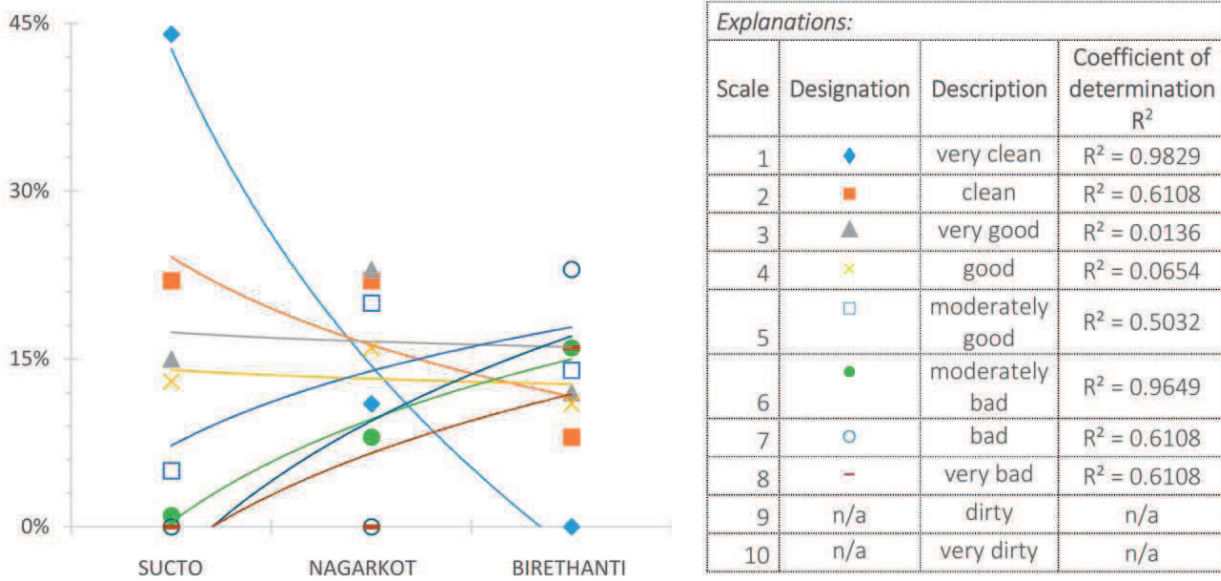 45%
30%
15%
0%
SUCTO NAGARKOT BIRETHANTI
Explanations:
Scale Designation Description Coefficient of determination R²
1 very clean R² = 0.9829
2 clean R² = 0.6108
3 very good R² = 0.0136
4 good R² = 0.0654
5 moderately good R² = 0.5032
6 moderately bad R² = 0.9649
7 bad R² = 0.6108
8 very bad R² = 0.6108
9 n/a dirty n/a
10 n/a very dirty n/a